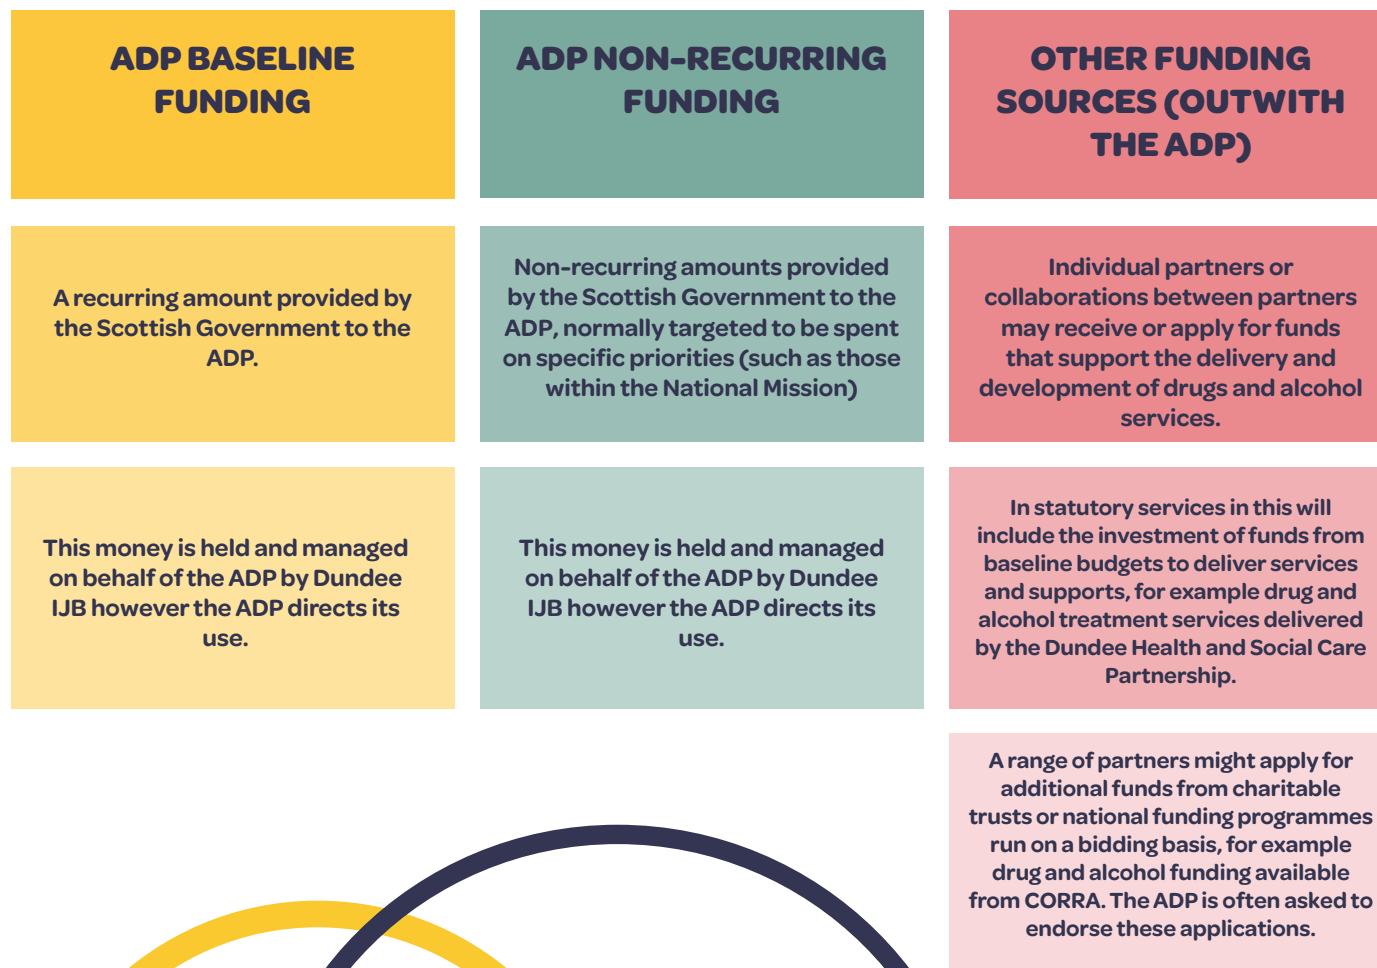 ADP BASELINE
FUNDING
A recurring amount provided by
the Scottish Government to the
ADP.
This money is held and managed
on behalf of the ADP by Dundee
IJB however the ADP directs its
use.
ADP NON-RECURRING
FUNDING
Non-recurring amounts provided
by the Scottish Government to the
ADP, normally targeted to be spent
on specific priorities (such as those
within the National Mission)
This money is held and managed
on behalf of the ADP by Dundee
IJB however the ADP directs its
use.
OTHER FUNDING
SOURCES (OUTWITH
THE ADP)
Individual partners or
collaborations between partners
may receive or apply for funds
that support the delivery and
development of drugs and alcohol
services.
In statutory services in this will
include the investment of funds from
baseline budgets to deliver services
and supports, for example drug and
alcohol treatment services delivered
by the Dundee Health and Social Care
Partnership.
A range of partners might apply for
additional funds from charitable
trusts or national funding programmes
run on a bidding basis, for example
drug and alcohol funding available
from CORRA. The ADP is often asked to
endorse these applications.